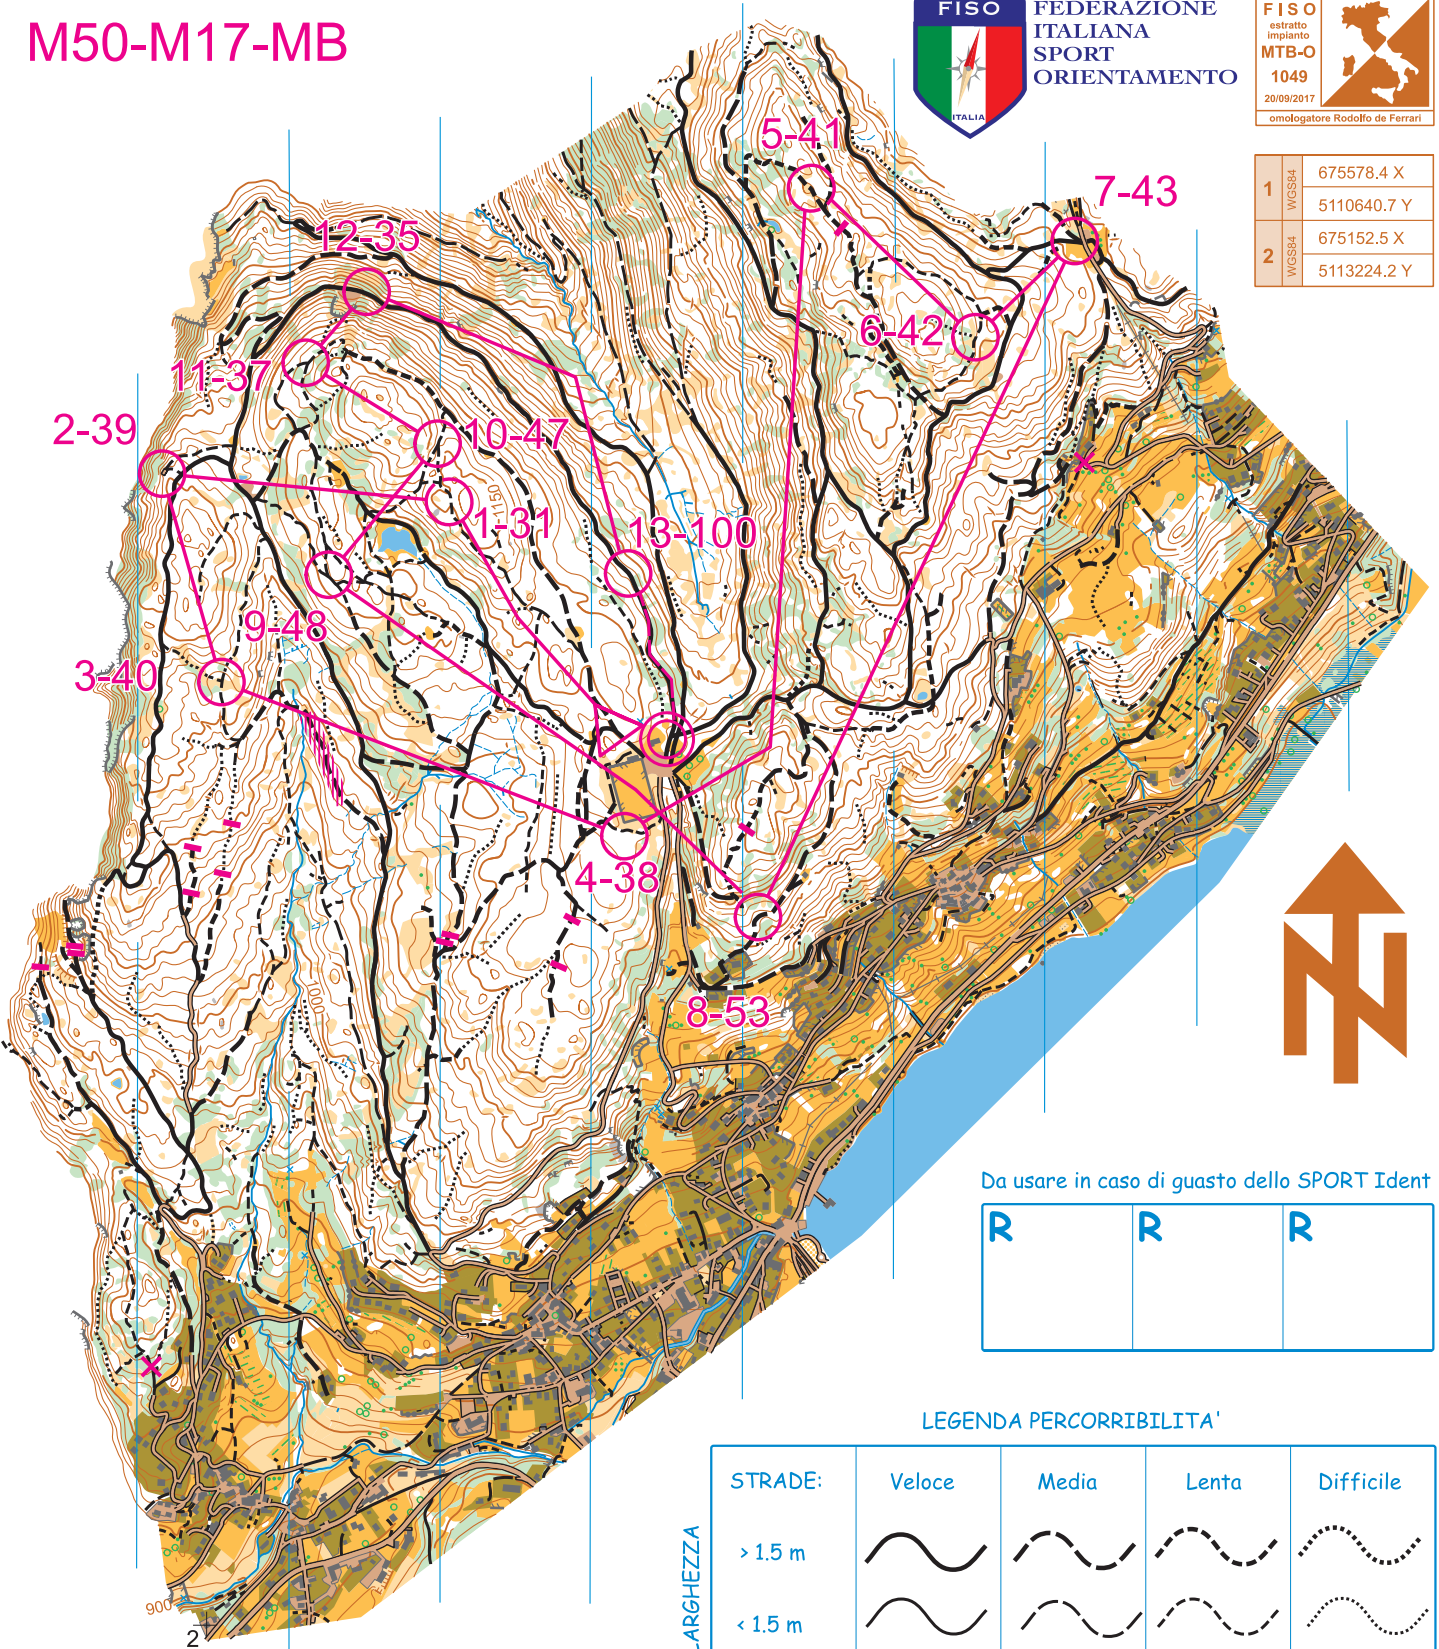 M50-M17-MB
FISO
ITALIA
FEDERAZIONE
ITALIANA
SPORT
ORIENTAMENTO
FISO
estratto
impianto
MTB-O
1049
20/09/2017
omologatore Rodolfo de Ferrari
1
WGS84
675578.4 X
5110640.7 Y
2
WGS84
675152.5 X
5113224.2 Y
5-41
7-43
12-35
6-42
11-37
2-39
10-47
1150
1-31
13-100
9-48
3-40
4-38
8-53
1000
900
2
Da usare in caso di guasto dello SPORT Ident
R
R
R
LEGENDA PERCORRIBILITA'
STRADE:
Veloce
Media
Lenta
Difficile
> 1.5 m
< 1.5 m
LARGHEZZA